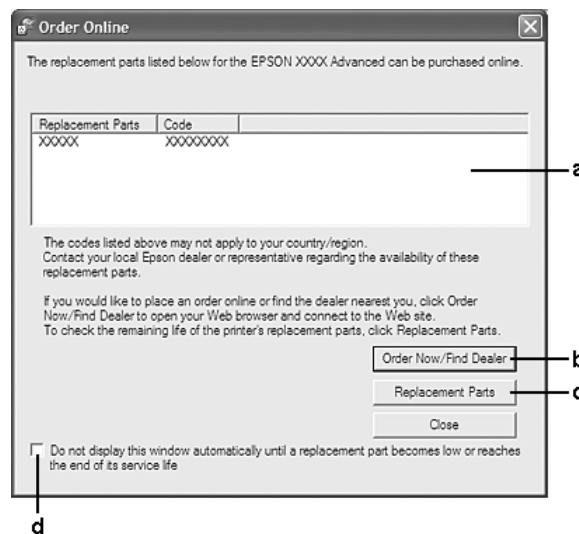 Order Online
The replacement parts listed below for the EPSON XXXX Advanced can be purchased online.
Replacement Parts Code
XXXXX XXXXXXXX
a
The codes listed above may not apply to your country/region.
Contact your local Epson dealer or representative regarding the availability of these
replacement parts.
If you would like to place an order online or find the dealer nearest you, click Order
Now/Find Dealer to open your Web browser and connect to the Web site.
To check the remaining life of the printer's replacement parts, click Replacement Parts.
Order Now/Find Dealer b
Replacement Parts c
Close
Do not display this window automatically until a replacement part becomes low or reaches
the end of its service life
d